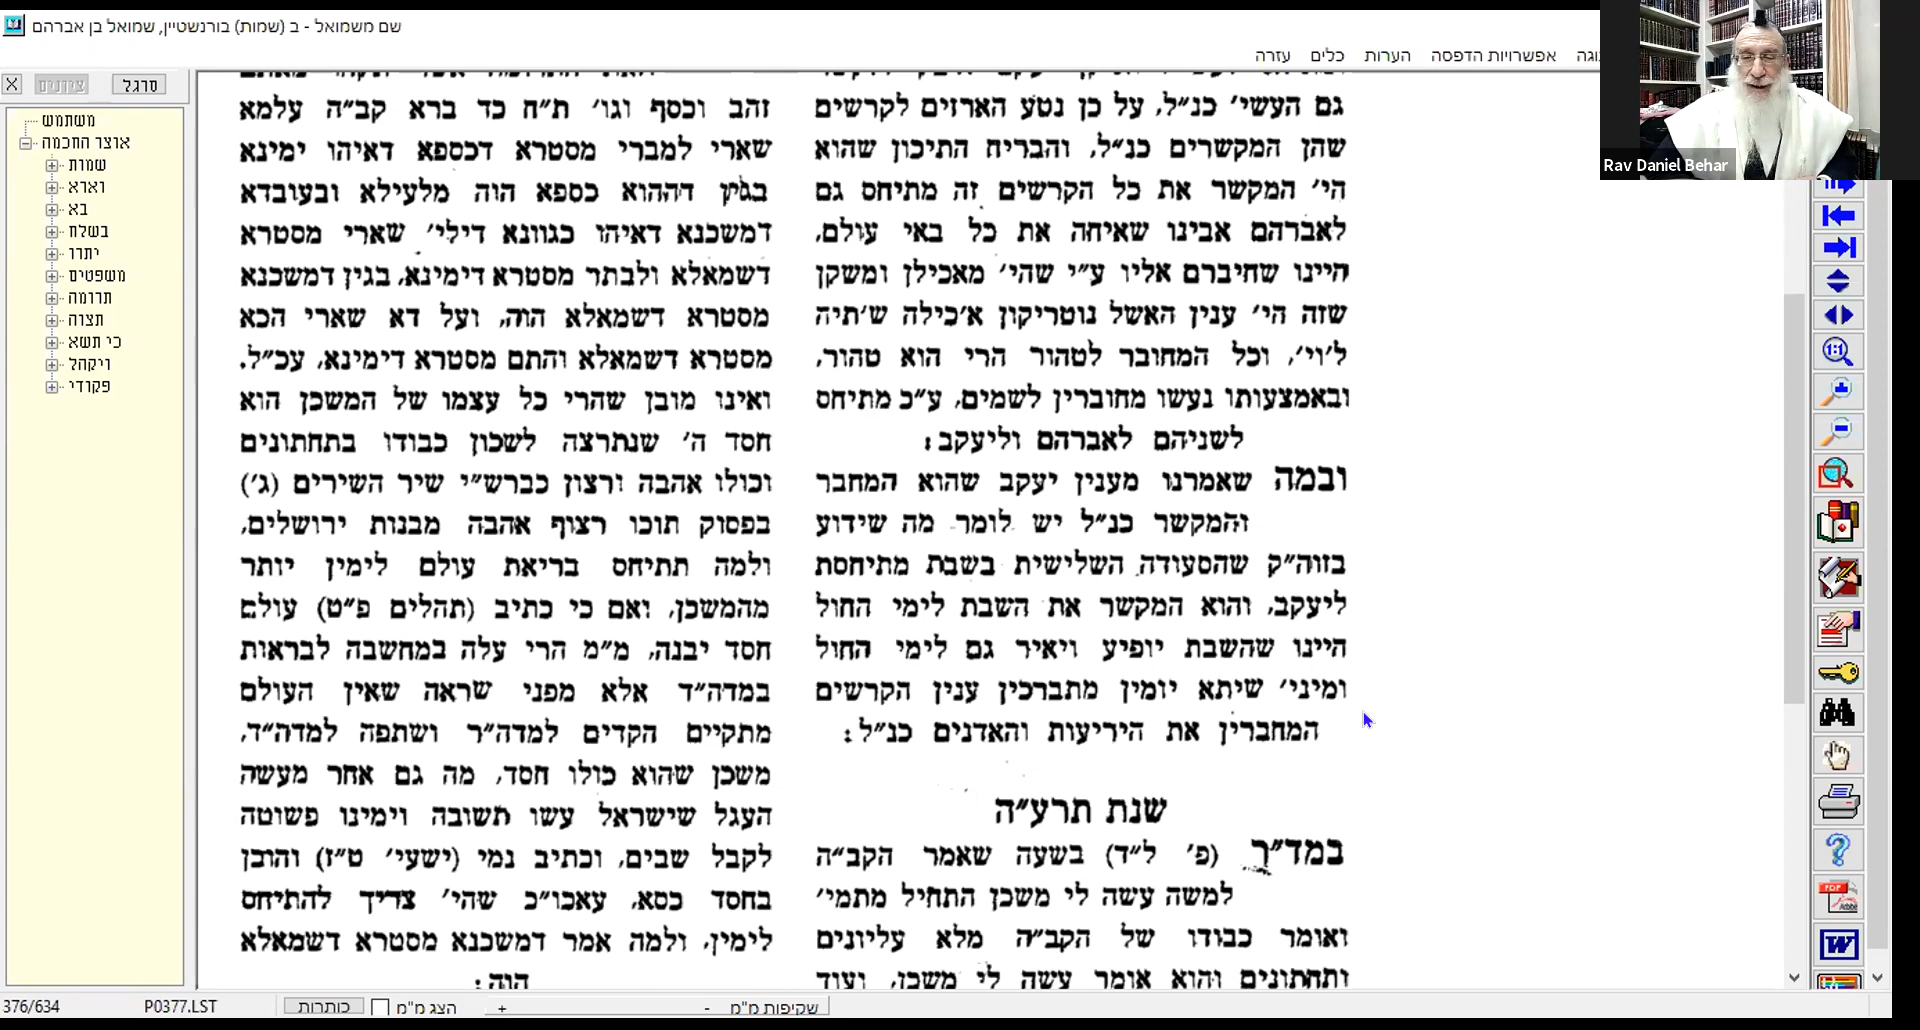 שם משמואל - ב (שמות) בורנשטיין, שמואל בן אברהם
אפשרויות הדפסה הערות כלים עזרה
Rav Daniel Behar
סרגל ציונים X
משתמש
אוצר החכמה
שמות
וארא
בא
בשלח
יתרו
משפטים
תרומה
תצוה
כי תשא
ויקהל
פקודי
גם העשי׳ כנ״ל, על כן נטע הארזים לקרשים
שהן המקשרים כנ״ל, והבריח התיכון שהוא
הי׳ המקשר את כל הקרשים זה מתיחס גם
לאברהם אבינו שאיחה את כל באי עולם,
היינו שחיברם אליו ע״י שהי׳ מאכילן ומשקן
שזה הי׳ ענין האשל נוטריקון א׳כילה ש׳תיה
ל׳וי׳, וכל המחובר לטהור הרי הוא טהור,
ובאמצעותו נעשו מחוברין לשמים, ע״כ מתיחס
לשניהם לאברהם וליעקב:
ובמה שאמרנו מענין יעקב שהוא המחבר
והמקשר כנ״ל יש לומר מה שידוע
בזוה״ק שהסעודה השלישית בשבת מתיחסת
ליעקב, והוא המקשר את השבת לימי החול
היינו שהשבת יופיע ויאיר גם לימי החול
ומיני׳ שיתא יומין מתברכין ענין הקרשים
המחברין את היריעות והאדנים כנ״ל:
שנת תרע״ה
במד״ר (פ׳ ל״ד) בשעה שאמר הקב״ה
למשה עשה לי משכן התחיל מתמי׳
ואומר כבודו של הקב״ה מלא עליונים
ותחתונים והוא אומר עשה לי משכן, ועוד
זהב וכסף וגו׳ ת״ח כד ברא קב״ה עלמא
שארי למברי מסטרא דכספא דאיהו ימינא
בגין דההוא כספא הוה מלעילא ובעובדא
דמשכנא דאיהו כגוונא דילי׳ שארי מסטרא
דשמאלא ולבתר מסטרא דימינא, בגין דמשכנא
מסטרא דשמאלא הוה, ועל דא שארי הכא
מסטרא דשמאלא והתם מסטרא דימינא, עכ״ל.
ואינו מובן שהרי כל עצמו של המשכן הוא
חסד ה׳ שנתרצה לשכון כבודו בתחתונים
וכולו אהבה ורצון כברש״י שיר השירים (ג׳)
בפסוק תוכו רצוף אהבה מבנות ירושלים,
ולמה תתיחס בריאת עולם לימין יותר
מהמשכן, ואם כי כתיב (תהלים פ״ט) עולם
חסד יבנה, מ״מ הרי עלה במחשבה לבראות
במדה״ד אלא מפני שראה שאין העולם
מתקיים הקדים למדה״ר ושתפה למדה״ד,
משכן שהוא כולו חסד, מה גם אחר מעשה
העגל שישראל עשו תשובה וימינו פשוטה
לקבל שבים, וכתיב נמי (ישעי׳ ט״ז) והוכן
בחסד כסא, עאכו״כ שהי׳ צריך להתיחס
לימין, ולמה אמר דמשכנא מסטרא דשמאלא
הוה:
1:1
PDF
Adobe
W
376/634 P0377.LST כותרות הצג מ"מ + - שקיפות מ"מ